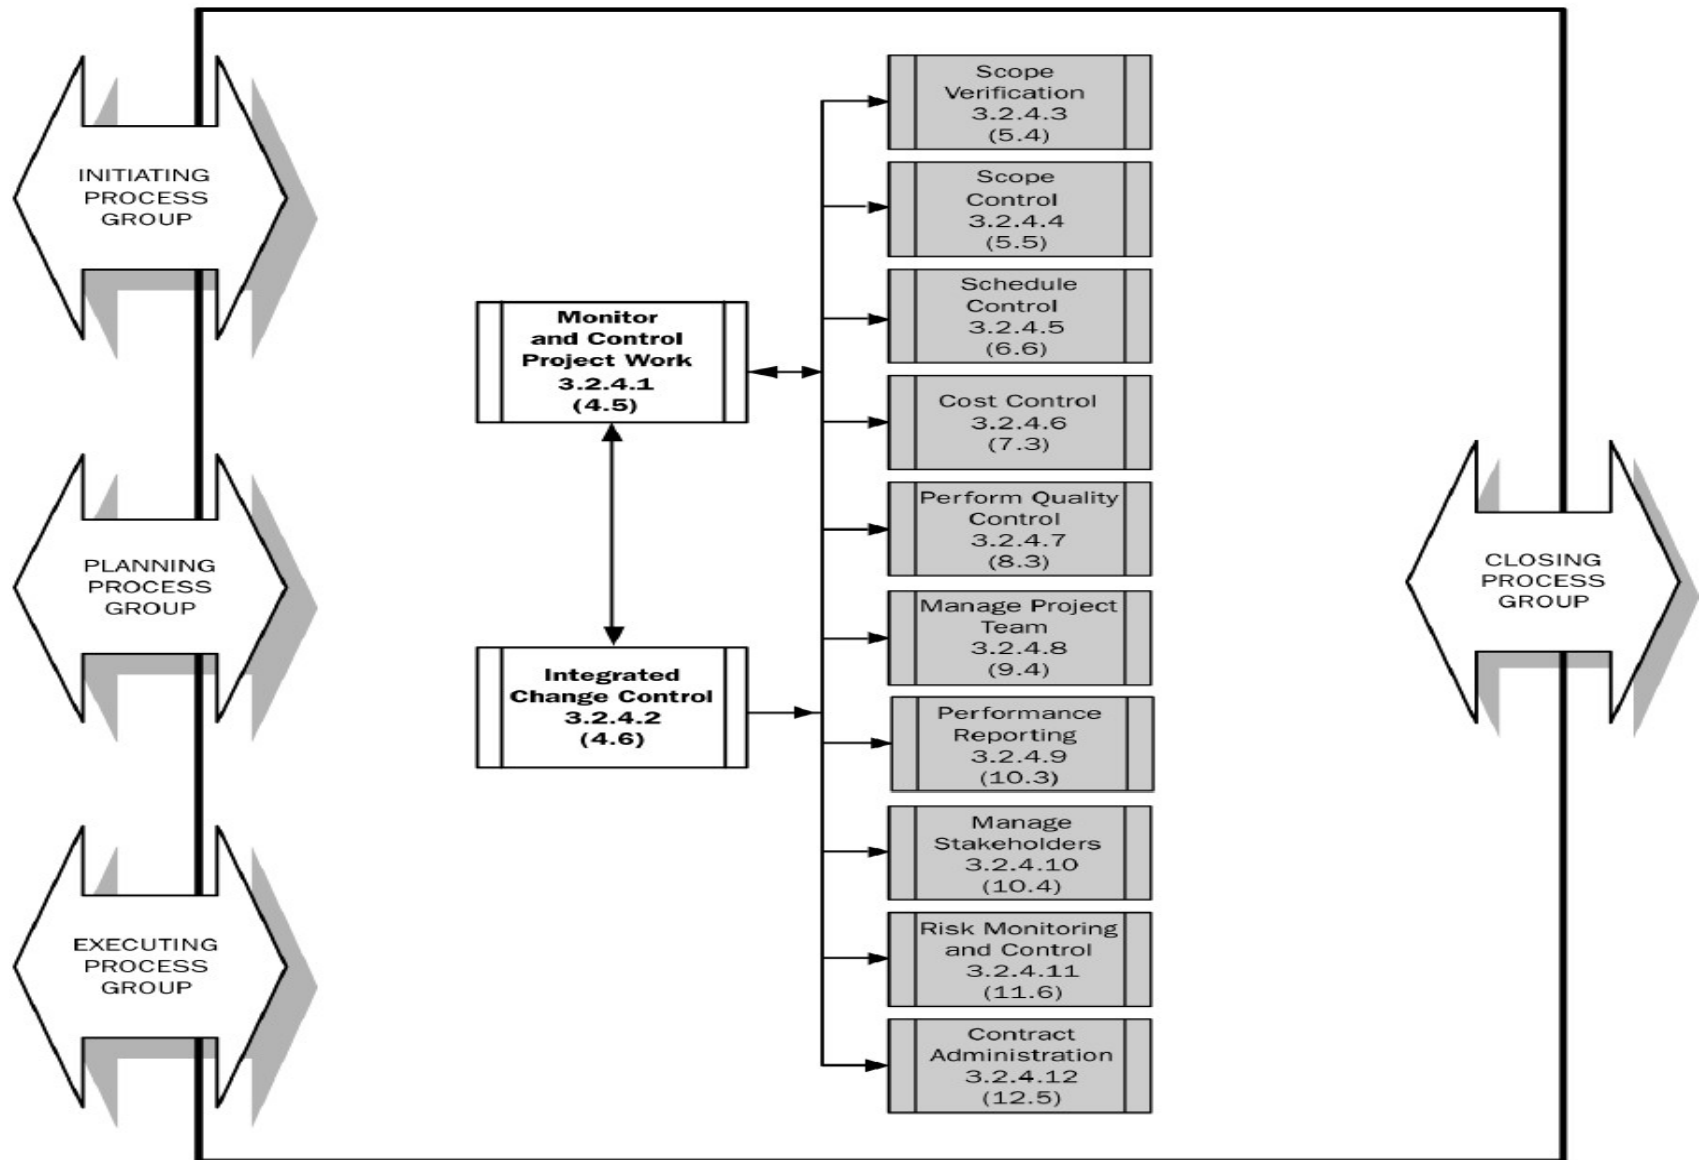 INITIATING
PROCESS
GROUP
PLANNING
PROCESS
GROUP
EXECUTING
PROCESS
GROUP
Monitor
and Control
Project Work
3.2.4.1
(4.5)
Integrated
Change Control
3.2.4.2
(4.6)
Scope
Verification
3.2.4.3
(5.4)
Scope
Control
3.2.4.4
(5.5)
Schedule
Control
3.2.4.5
(6.6)
Cost Control
3.2.4.6
(7.3)
Perform Quality
Control
3.2.4.7
(8.3)
Manage Project
Team
3.2.4.8
(9.4)
Performance
Reporting
3.2.4.9
(10.3)
Manage
Stakeholders
3.2.4.10
(10.4)
Risk Monitoring
and Control
3.2.4.11
(11.6)
Contract
Administration
3.2.4.12
(12.5)
CLOSING
PROCESS
GROUP